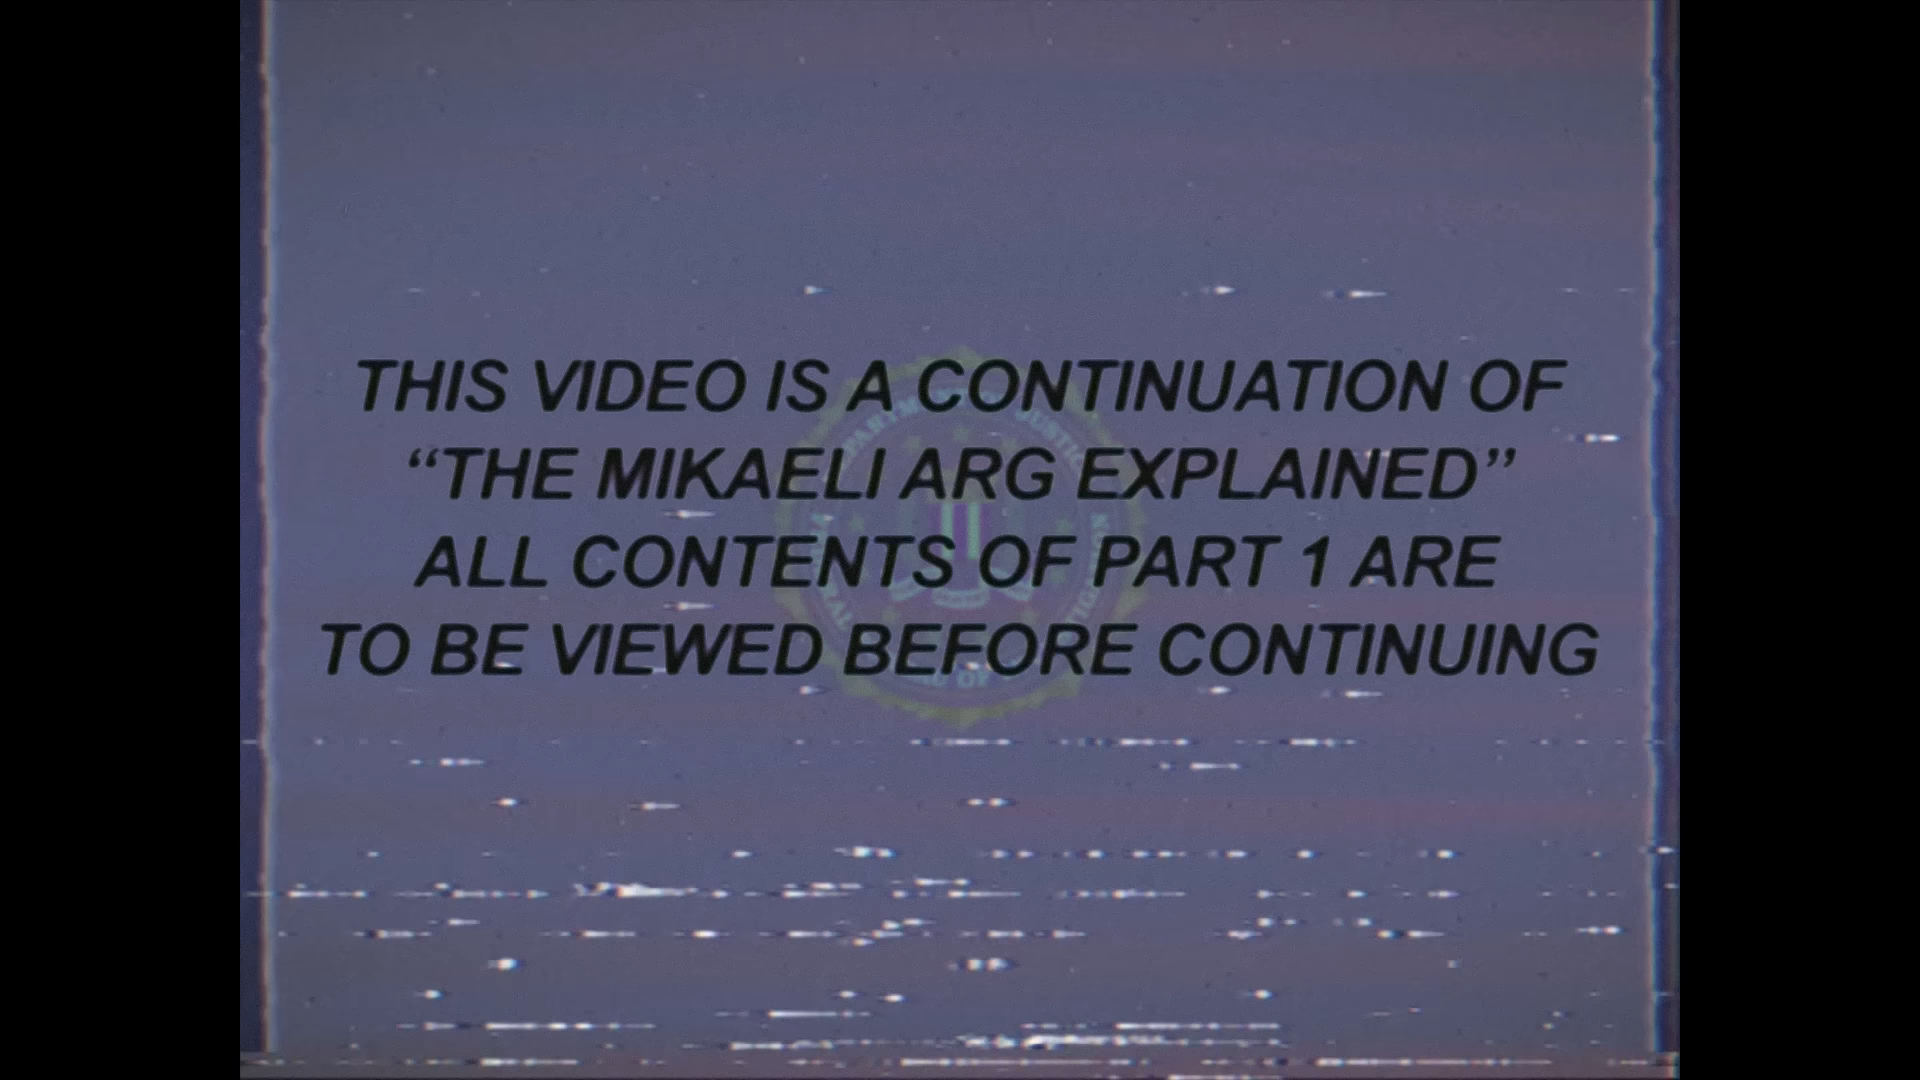 THIS VIDEO IS A CONTINUATION OF
“THE MIKAELI ARG EXPLAINED”
ALL CONTENTS OF PART 1 ARE
TO BE VIEWED BEFORE CONTINUING